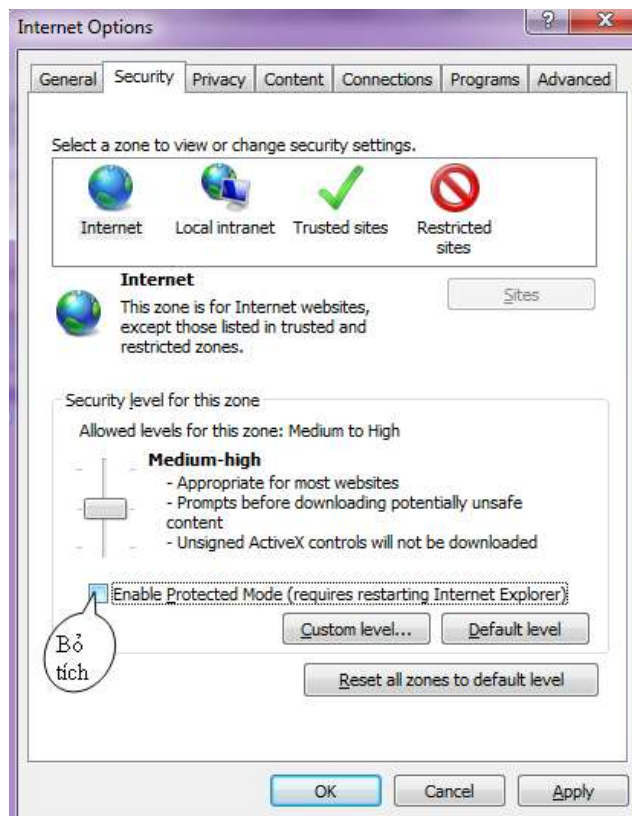 Internet Options
General Security Privacy Content Connections Programs Advanced
Select a zone to view or change security settings.
Internet Local intranet Trusted sites Restricted sites
Internet
Sites
This zone is for Internet websites,
except those listed in trusted and
restricted zones.
Security level for this zone
Allowed levels for this zone: Medium to High
Medium-high
- Appropriate for most websites
- Prompts before downloading potentially unsafe
content
- Unsigned ActiveX controls will not be downloaded
Enable Protected Mode (requires restarting Internet Explorer)
Bỏ
tích
Custom level... Default level
Reset all zones to default level
OK Cancel Apply